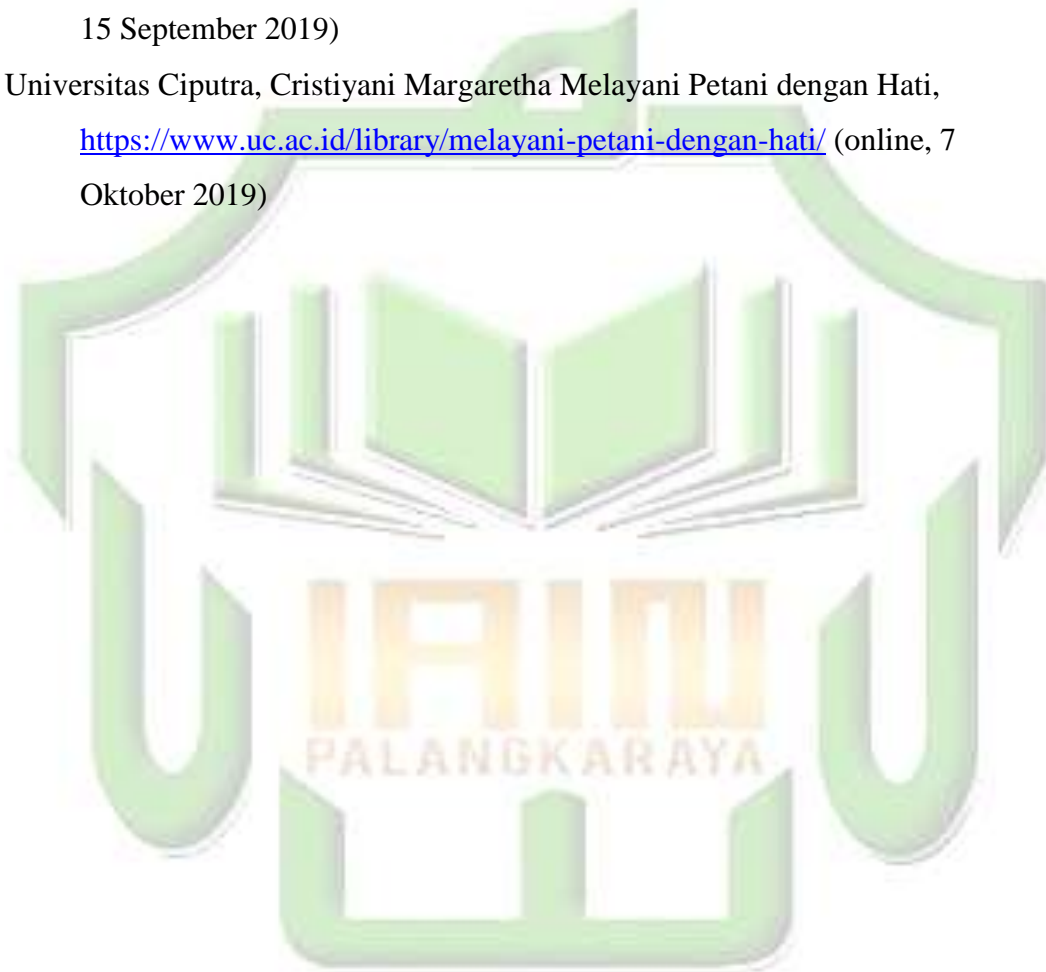 15 September 2019)
Universitas Ciputra, Cristiyani Margaretha Melayani Petani dengan Hati,
https://www.uc.ac.id/library/melayani-petani-dengan-hati/ (online, 7
Oktober 2019)
IAIN
PALANGKARAYA